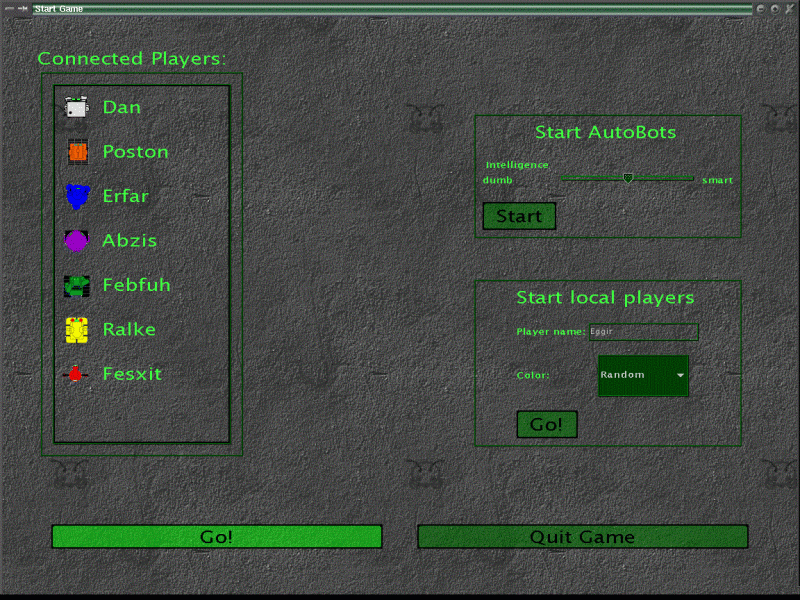 Start Game
Connected Players:
Dan
Poston
Erfar
Abzis
Febfuh
Ralke
Fesxit
Start AutoBots
Intelligence
dumb smart
Start
Start local players
Player name: Eggir
Color: Random
Go!
Go! Quit Game